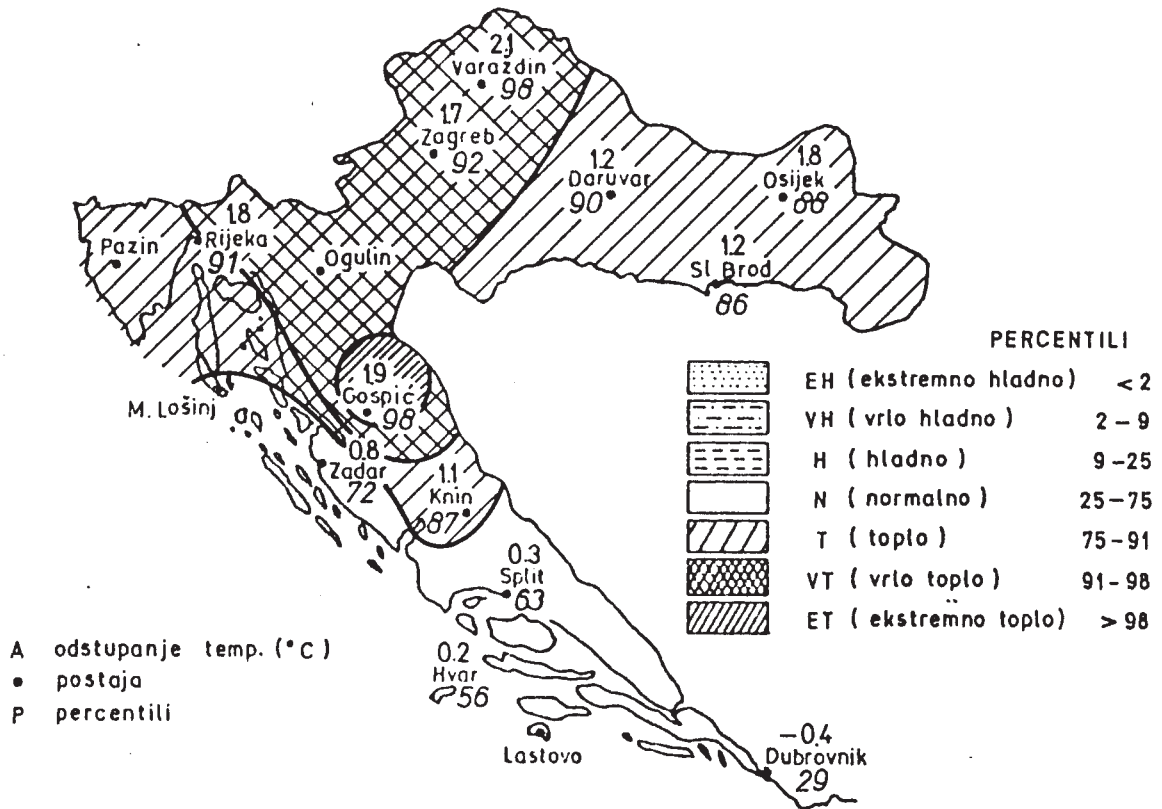 2.1
Varaždin
98
1.7
Zagreb
92
1.2
Daruvar
90
1.8
Osijek
88
1.2
Sl. Brod
86
Pazin
1.8
Rijeka
91
Ogulin
M. Lošinj
1.9
Gospić
98
0.8
Zadar
72
1.1
Knin
87
0.3
Split
63
0.2
Hvar
56
Lastovo
-0.4
Dubrovnik
29
PERCENTILI
EH (ekstremno hladno) < 2
VH (vrlo hladno) 2-9
H (hladno) 9-25
N (normalno) 25-75
T (toplo) 75-91
VT (vrlo toplo) 91-98
ET (ekstremno toplo) > 98
A odstupanje temp. (°C)
• postaja
P percentili